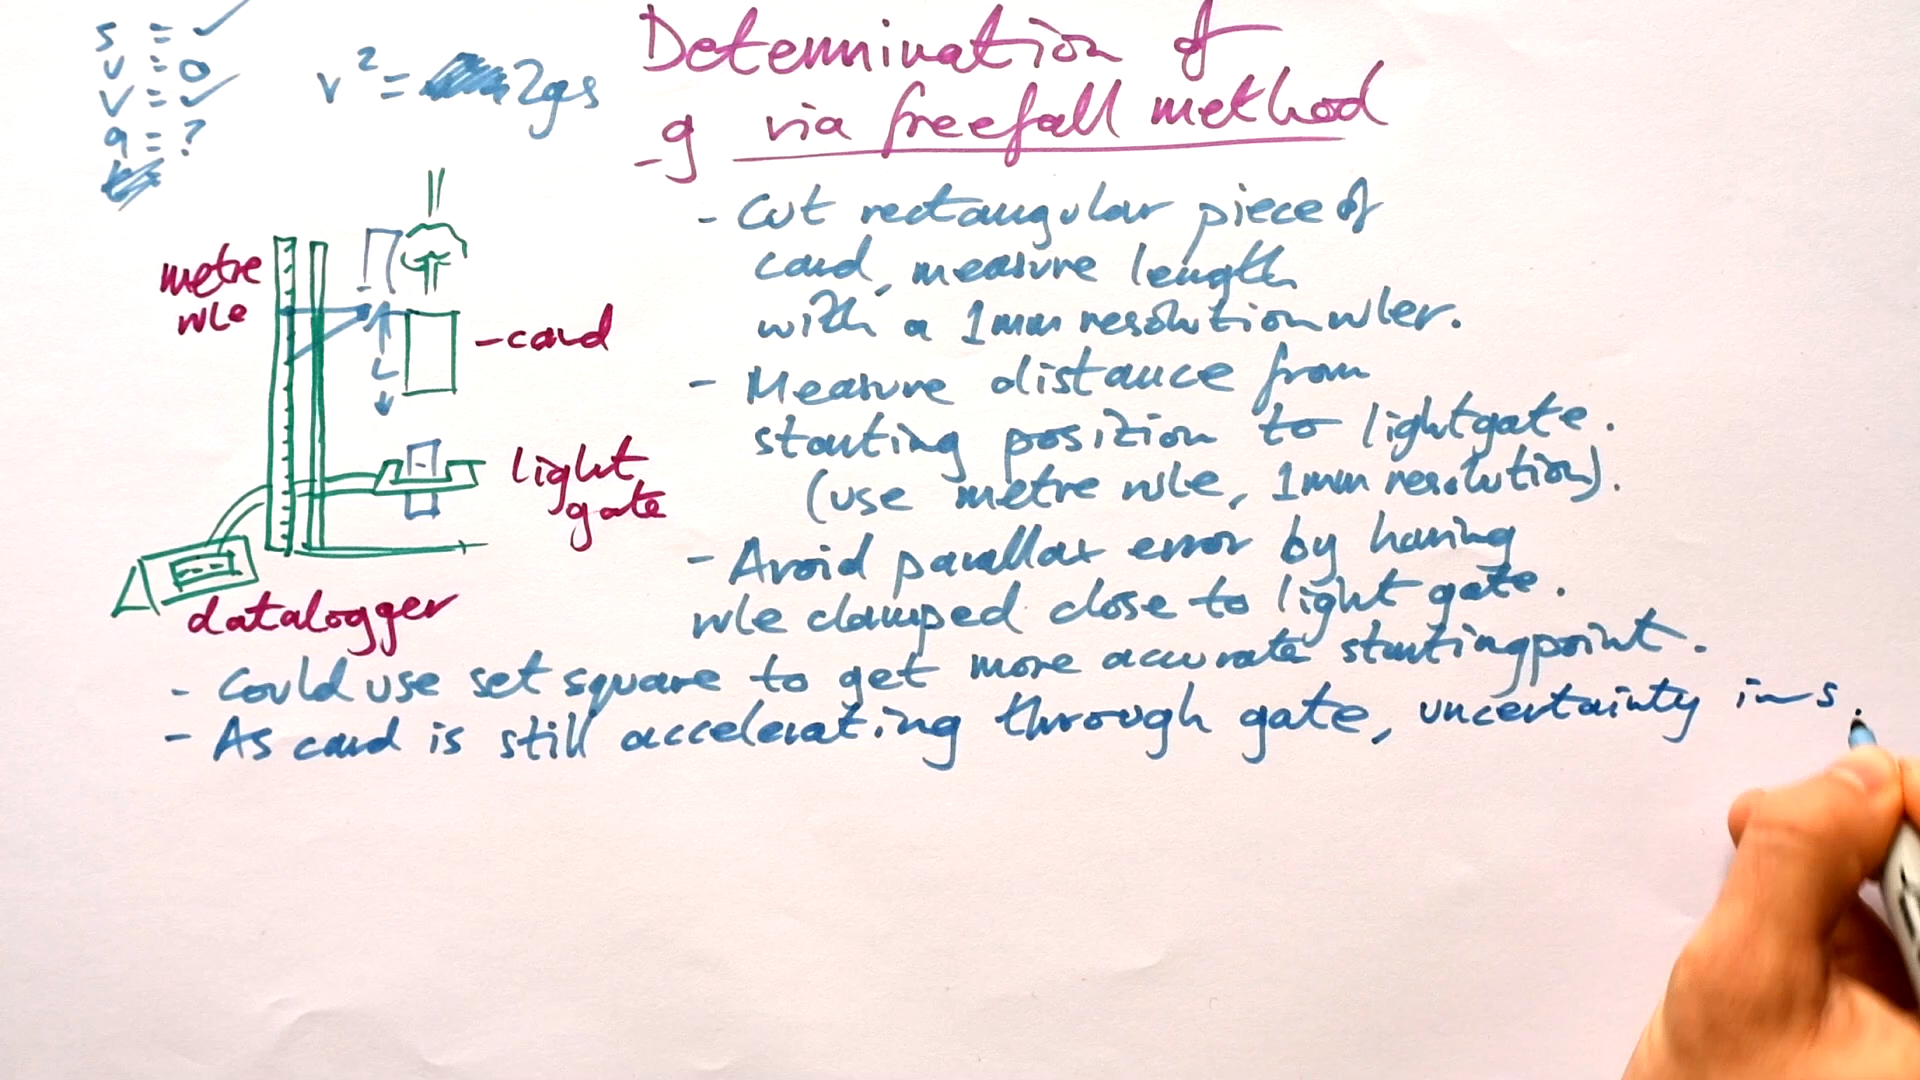 s = ✓
u = 0
v = ✓
a = ?
t
v² = 2gs
Determination of
g via freefall method
- Cut rectangular piece of
card, measure length
with a 1mm resolution ruler.
- Measure distance from
starting position to lightgate.
(use metre rule, 1mm resolution).
- Avoid parallax error by having
rule clamped close to light gate.
- Could use set square to get more accurate starting point.
- As card is still accelerating through gate, uncertainty in s.
metre
rule
L
- card
light
gate
datalogger